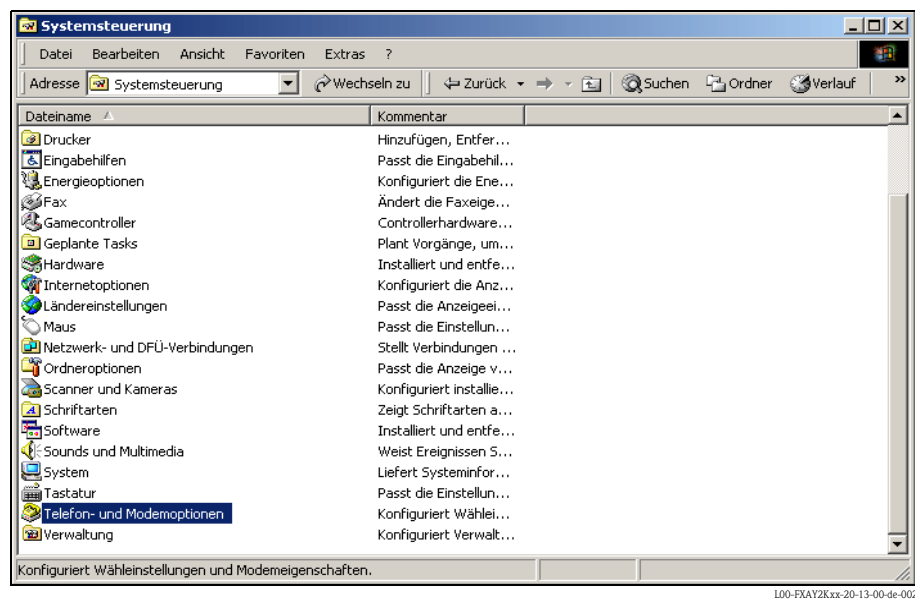 Systemsteuerung
Datei Bearbeiten Ansicht Favoriten Extras ?
Adresse Systemsteuerung Wechseln zu Zurück Suchen Ordner Verlauf »
Dateiname Kommentar
Drucker Hinzufügen, Entfer...
Eingabehilfen Passt die Eingabehil...
Energieoptionen Konfiguriert die Ene...
Fax Ändert die Faxeige...
Gamecontroller Controllerhardware...
Geplante Tasks Plant Vorgänge, um...
Hardware Installiert und entfe...
Internetoptionen Konfiguriert die Anz...
Ländereinstellungen Passt die Anzeigeei...
Maus Passt die Einstellun...
Netzwerk- und DFÜ-Verbindungen Stellt Verbindungen ...
Ordneroptionen Passt die Anzeige v...
Scanner und Kameras Konfiguriert installie...
Schriftarten Zeigt Schriftarten a...
Software Installiert und entfe...
Sounds und Multimedia Weist Ereignissen S...
System Liefert Systeminfor...
Tastatur Passt die Einstellun...
Telefon- und Modemoptionen Konfiguriert Wählei...
Verwaltung Konfiguriert Verwalt...
Konfiguriert Wähleinstellungen und Modemeigenschaften.
L00-FXAY2Kxx-20-13-00-de-002